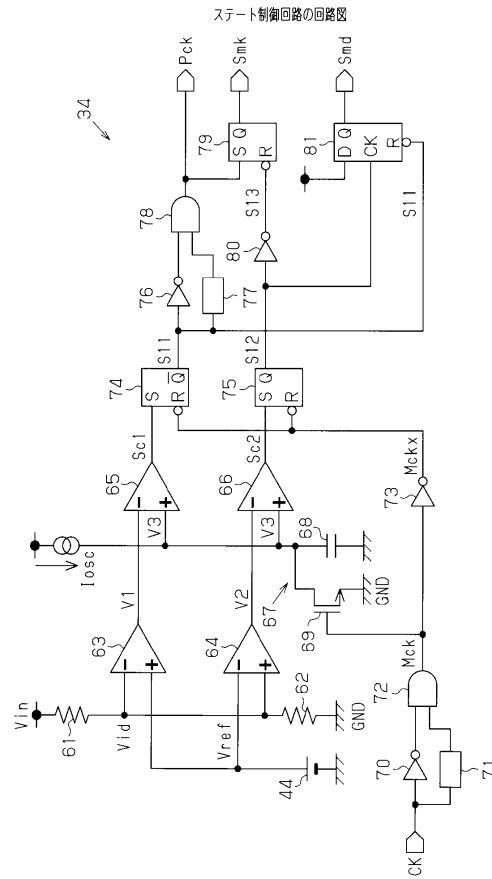 ステート制御回路の回路図
34
Vin
61
Vid
Vref
44
62
GND
63
64
V1
V2
Iosc
V3
V3
65
66
67
68
69
GND
Sc1
Sc2
74
S
R
Q
75
S
Q
R
S11
S12
76
77
78
80
S13
79
S
Q
R
81
D
Q
CK
R
S11
Pck
Smk
Smd
CK
70
71
72
Mck
73
Mckx